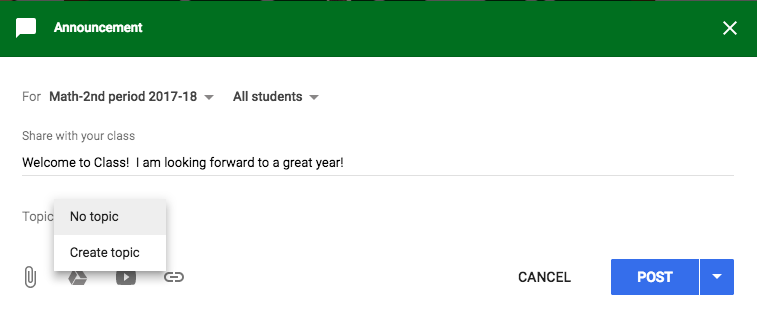 Announcement
For Math-2nd period 2017-18 All students
Share with your class
Welcome to Class! I am looking forward to a great year!
Topic No topic
Create topic
CANCEL POST